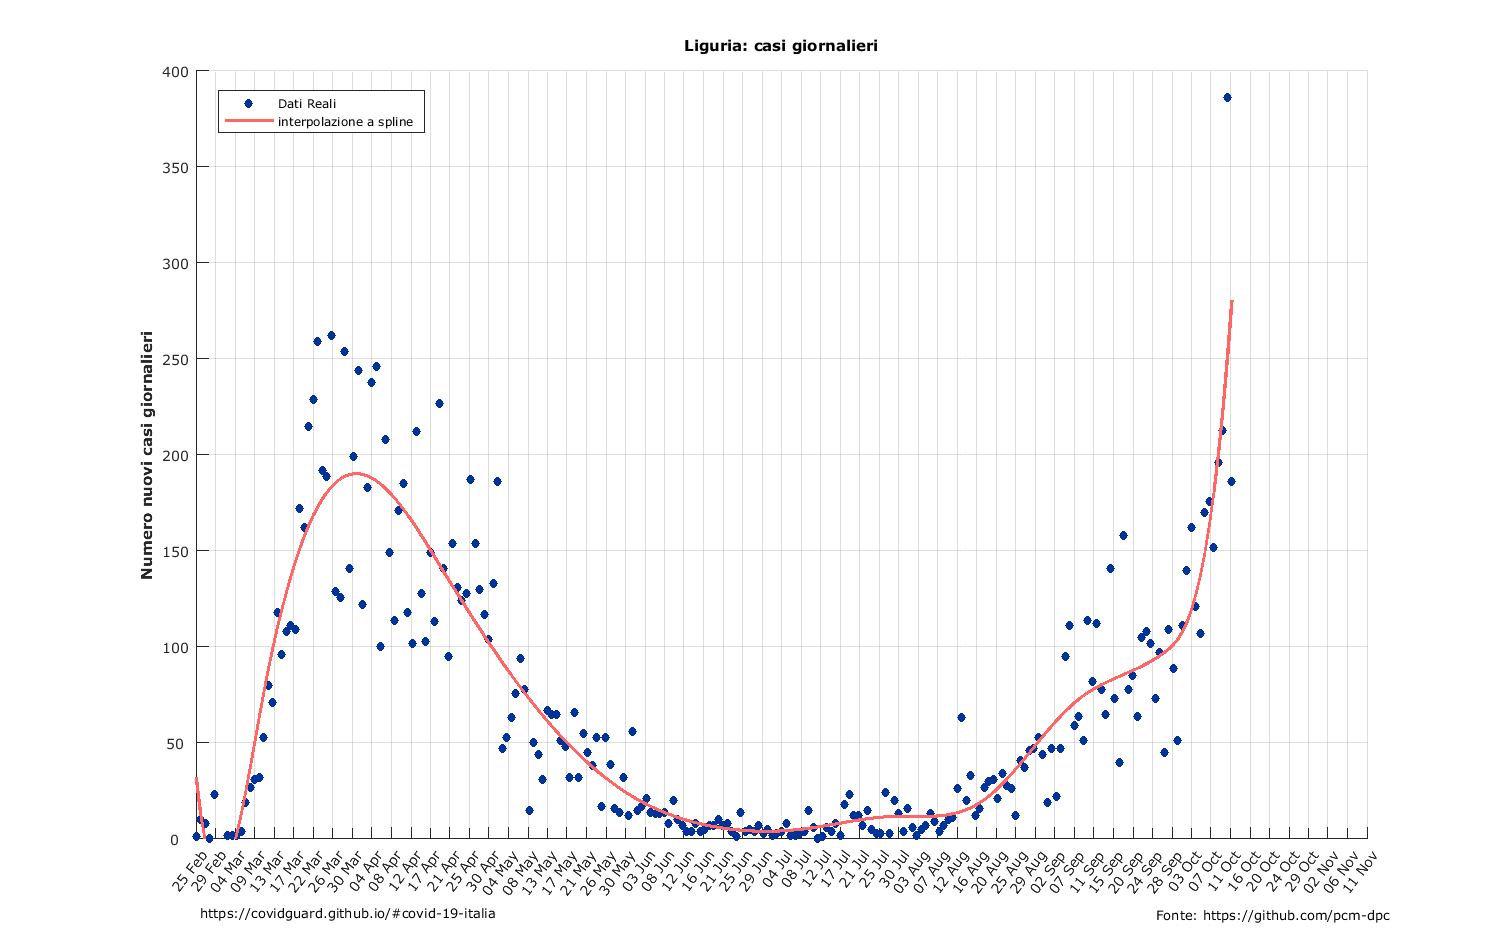 Liguria: casi giornalieri
400
350
300
250
200
150
100
50
0
Numero nuovi casi giornalieri
Dati Reali
interpolazione a spline
25 Feb
29 Feb
04 Mar
09 Mar
13 Mar
17 Mar
22 Mar
26 Mar
30 Mar
04 Apr
08 Apr
12 Apr
17 Apr
21 Apr
25 Apr
30 Apr
04 May
08 May
13 May
17 May
21 May
26 May
30 May
03 Jun
08 Jun
12 Jun
16 Jun
21 Jun
25 Jun
29 Jun
04 Jul
08 Jul
12 Jul
17 Jul
21 Jul
25 Jul
30 Jul
03 Aug
07 Aug
12 Aug
16 Aug
20 Aug
25 Aug
29 Aug
02 Sep
07 Sep
11 Sep
15 Sep
20 Sep
24 Sep
28 Sep
03 Oct
07 Oct
11 Oct
16 Oct
20 Oct
24 Oct
29 Oct
02 Nov
06 Nov
11 Nov
https://covidguard.github.io/#covid-19-italia
Fonte: https://github.com/pcm-dpc